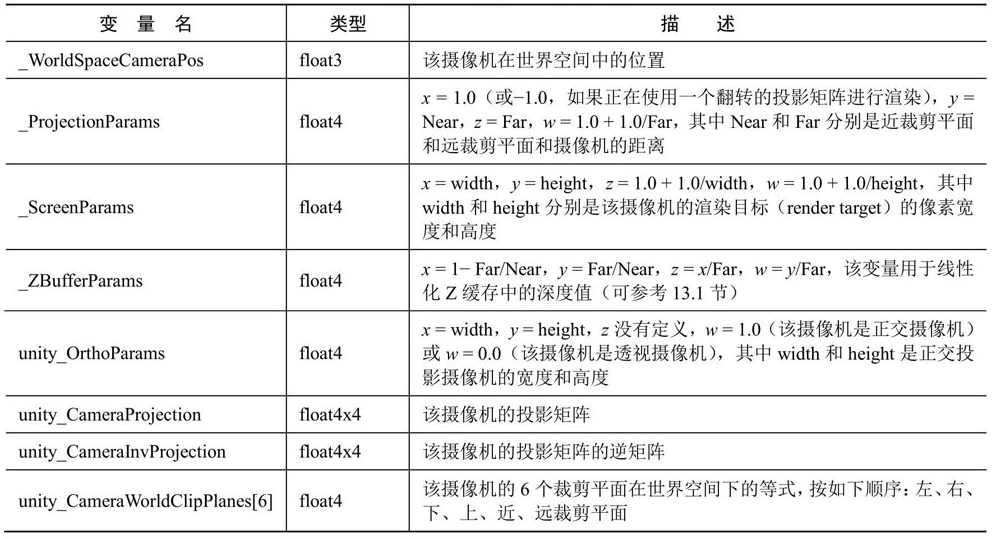 变 量 名 类型 描 述
_WorldSpaceCameraPos float3 该摄像机在世界空间中的位置
_ProjectionParams float4 x = 1.0（或−1.0，如果正在使用一个翻转的投影矩阵进行渲染），y =
Near，z = Far，w = 1.0 + 1.0/Far，其中 Near 和 Far 分别是近裁剪平面
和远裁剪平面和摄像机的距离
_ScreenParams float4 x = width，y = height，z = 1.0 + 1.0/width，w = 1.0 + 1.0/height，其中
width 和 height 分别是该摄像机的渲染目标（render target）的像素宽
度和高度
_ZBufferParams float4 x = 1− Far/Near，y = Far/Near，z = x/Far，w = y/Far，该变量用于线性
化 Z 缓存中的深度值（可参考 13.1 节）
unity_OrthoParams float4 x = width，y = height，z 没有定义，w = 1.0（该摄像机是正交摄像机）
或 w = 0.0（该摄像机是透视摄像机），其中 width 和 height 是正交投
影摄像机的宽度和高度
unity_CameraProjection float4x4 该摄像机的投影矩阵
unity_CameraInvProjection float4x4 该摄像机的投影矩阵的逆矩阵
unity_CameraWorldClipPlanes[6] float4 该摄像机的 6 个裁剪平面在世界空间下的等式，按如下顺序：左、右、
下、上、近、远裁剪平面